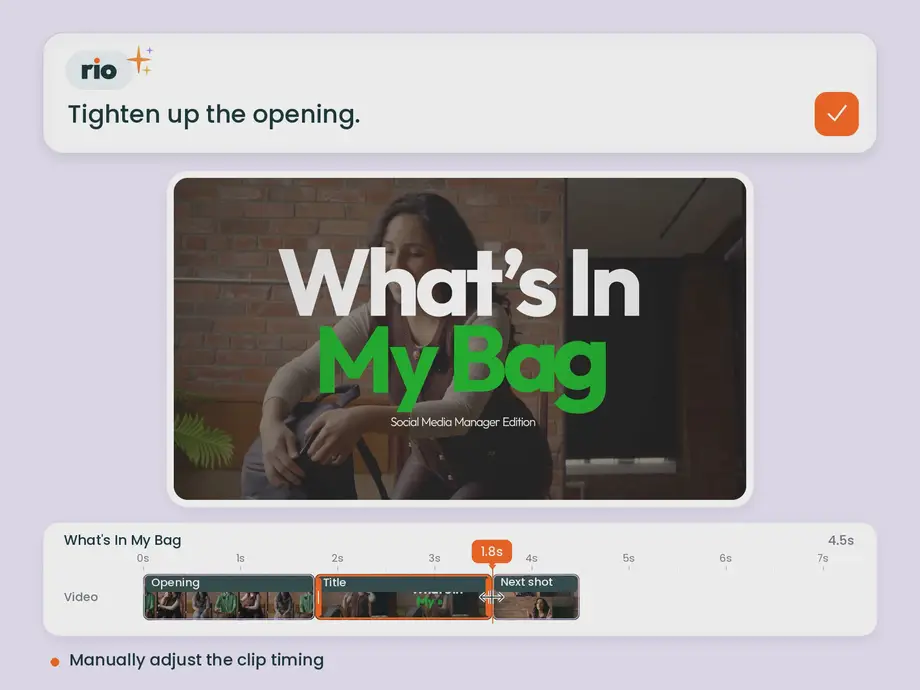 rio
Tighten up the opening.
What's In
My Bag
Social Media Manager Edition
What's In My Bag
4.5s
0s 1s 2s 3s 1.8s 4s 5s 6s 7s
Video
Opening
Title
Next shot
Manually adjust the clip timing